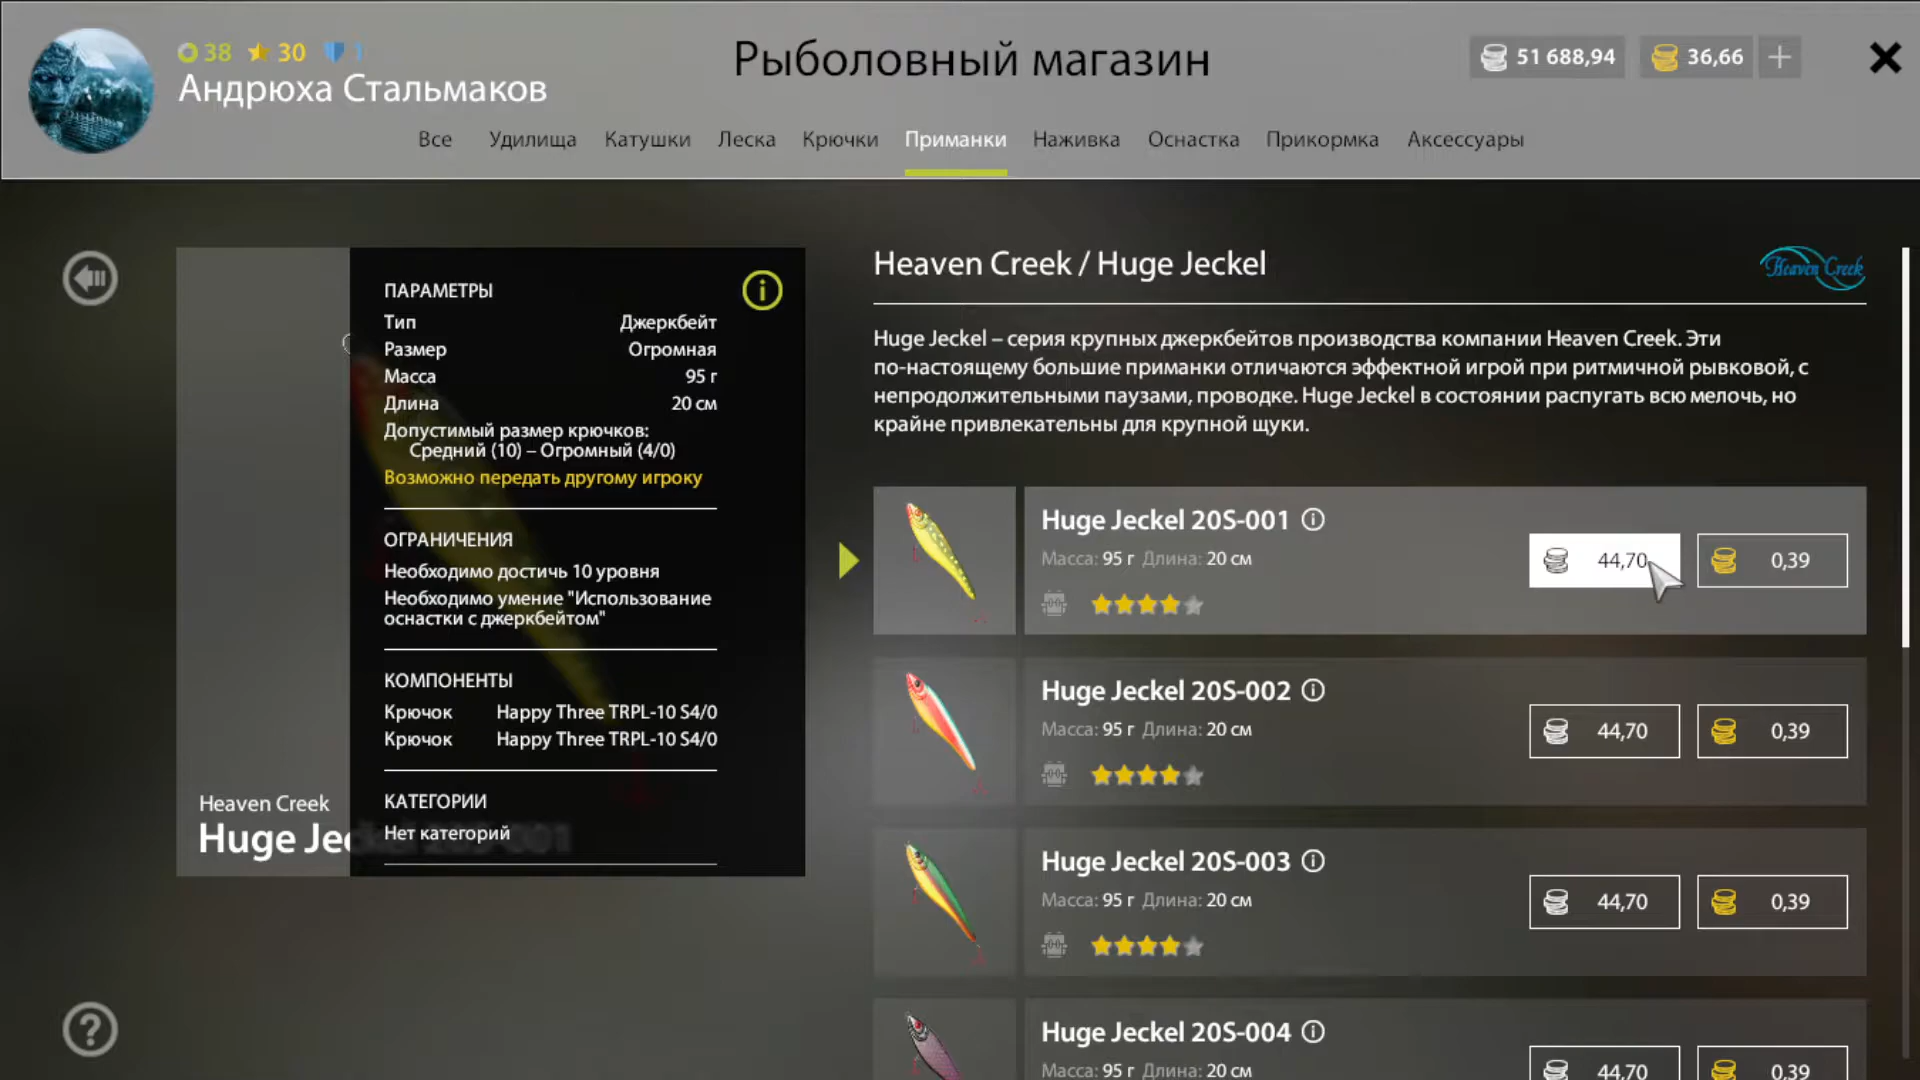 38 30 1
Андрюха Стальмаков
Рыболовный магазин
51 688,94
36,66
Все Удилища Катушки Леска Крючки Приманки Наживка Оснастка Прикормка Аксессуары
ПАРАМЕТРЫ
Тип Джеркбейт
Размер Огромная
Масса 95 г
Длина 20 см
Допустимый размер крючков:
Средний (10) – Огромный (4/0)
Возможно передать другому игроку
ОГРАНИЧЕНИЯ
Необходимо достичь 10 уровня
Необходимо умение "Использование
оснастки с джеркбейтом"
КОМПОНЕНТЫ
Крючок Happy Three TRPL-10 S4/0
Крючок Happy Three TRPL-10 S4/0
КАТЕГОРИИ
Нет категорий
Heaven Creek
Huge Jeckel 20S-001
Heaven Creek / Huge Jeckel
Heaven Creek
Huge Jeckel – серия крупных джеркбейтов производства компании Heaven Creek. Эти
по-настоящему большие приманки отличаются эффектной игрой при ритмичной рывковой, с
непродолжительными паузами, проводке. Huge Jeckel в состоянии распугать всю мелочь, но
крайне привлекательны для крупной щуки.
Huge Jeckel 20S-001
Масса: 95 г Длина: 20 см
44,70 0,39
Huge Jeckel 20S-002
Масса: 95 г Длина: 20 см
44,70 0,39
Huge Jeckel 20S-003
Масса: 95 г Длина: 20 см
44,70 0,39
Huge Jeckel 20S-004
Масса: 95 г Длина: 20 см
44,70 0,39